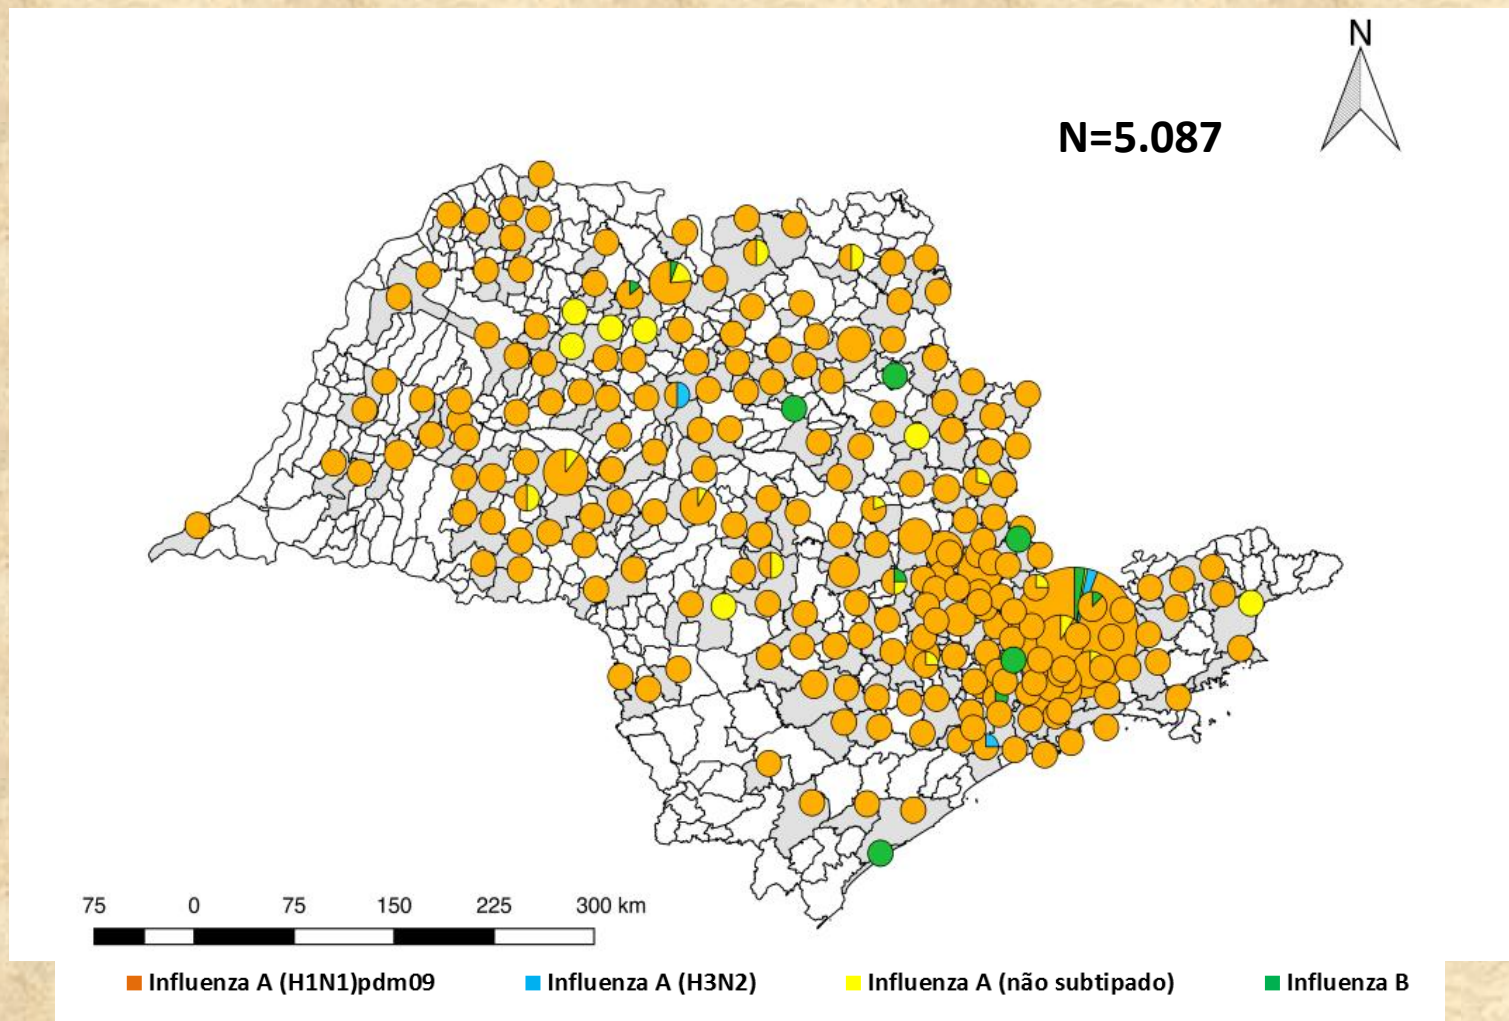 N
N=5.087
75 0 75 150 225 300 km
Influenza A (H1N1)pdm09 Influenza A (H3N2) Influenza A (não subtipado) Influenza B